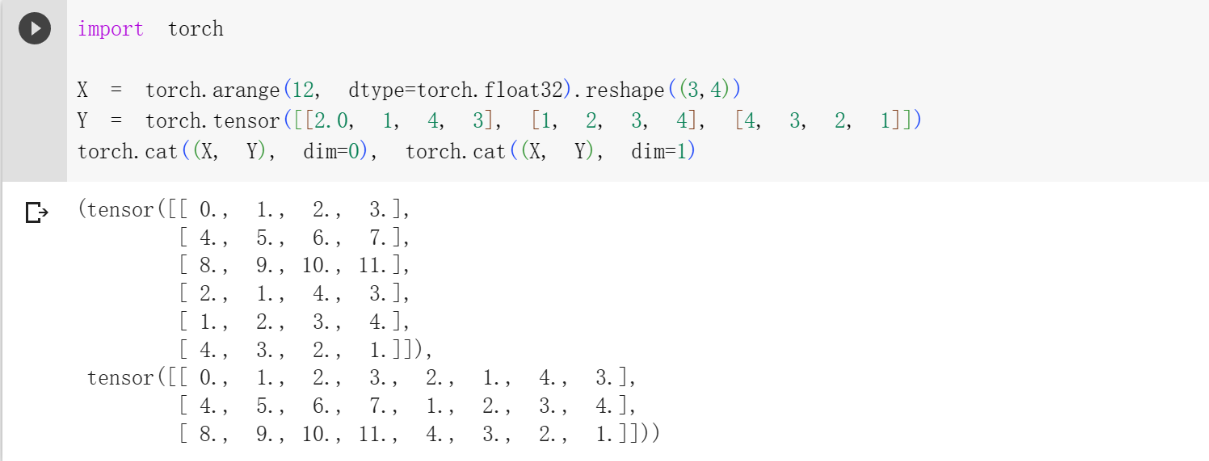 import torch
X = torch.arange(12, dtype=torch.float32).reshape((3,4))
Y = torch.tensor([[2.0, 1, 4, 3], [1, 2, 3, 4], [4, 3, 2, 1]])
torch.cat((X, Y), dim=0), torch.cat((X, Y), dim=1)
(tensor([[ 0., 1., 2., 3.],
[ 4., 5., 6., 7.],
[ 8., 9., 10., 11.],
[ 2., 1., 4., 3.],
[ 1., 2., 3., 4.],
[ 4., 3., 2., 1.]]),
tensor([[ 0., 1., 2., 3., 2., 1., 4., 3.],
[ 4., 5., 6., 7., 1., 2., 3., 4.],
[ 8., 9., 10., 11., 4., 3., 2., 1.]]))